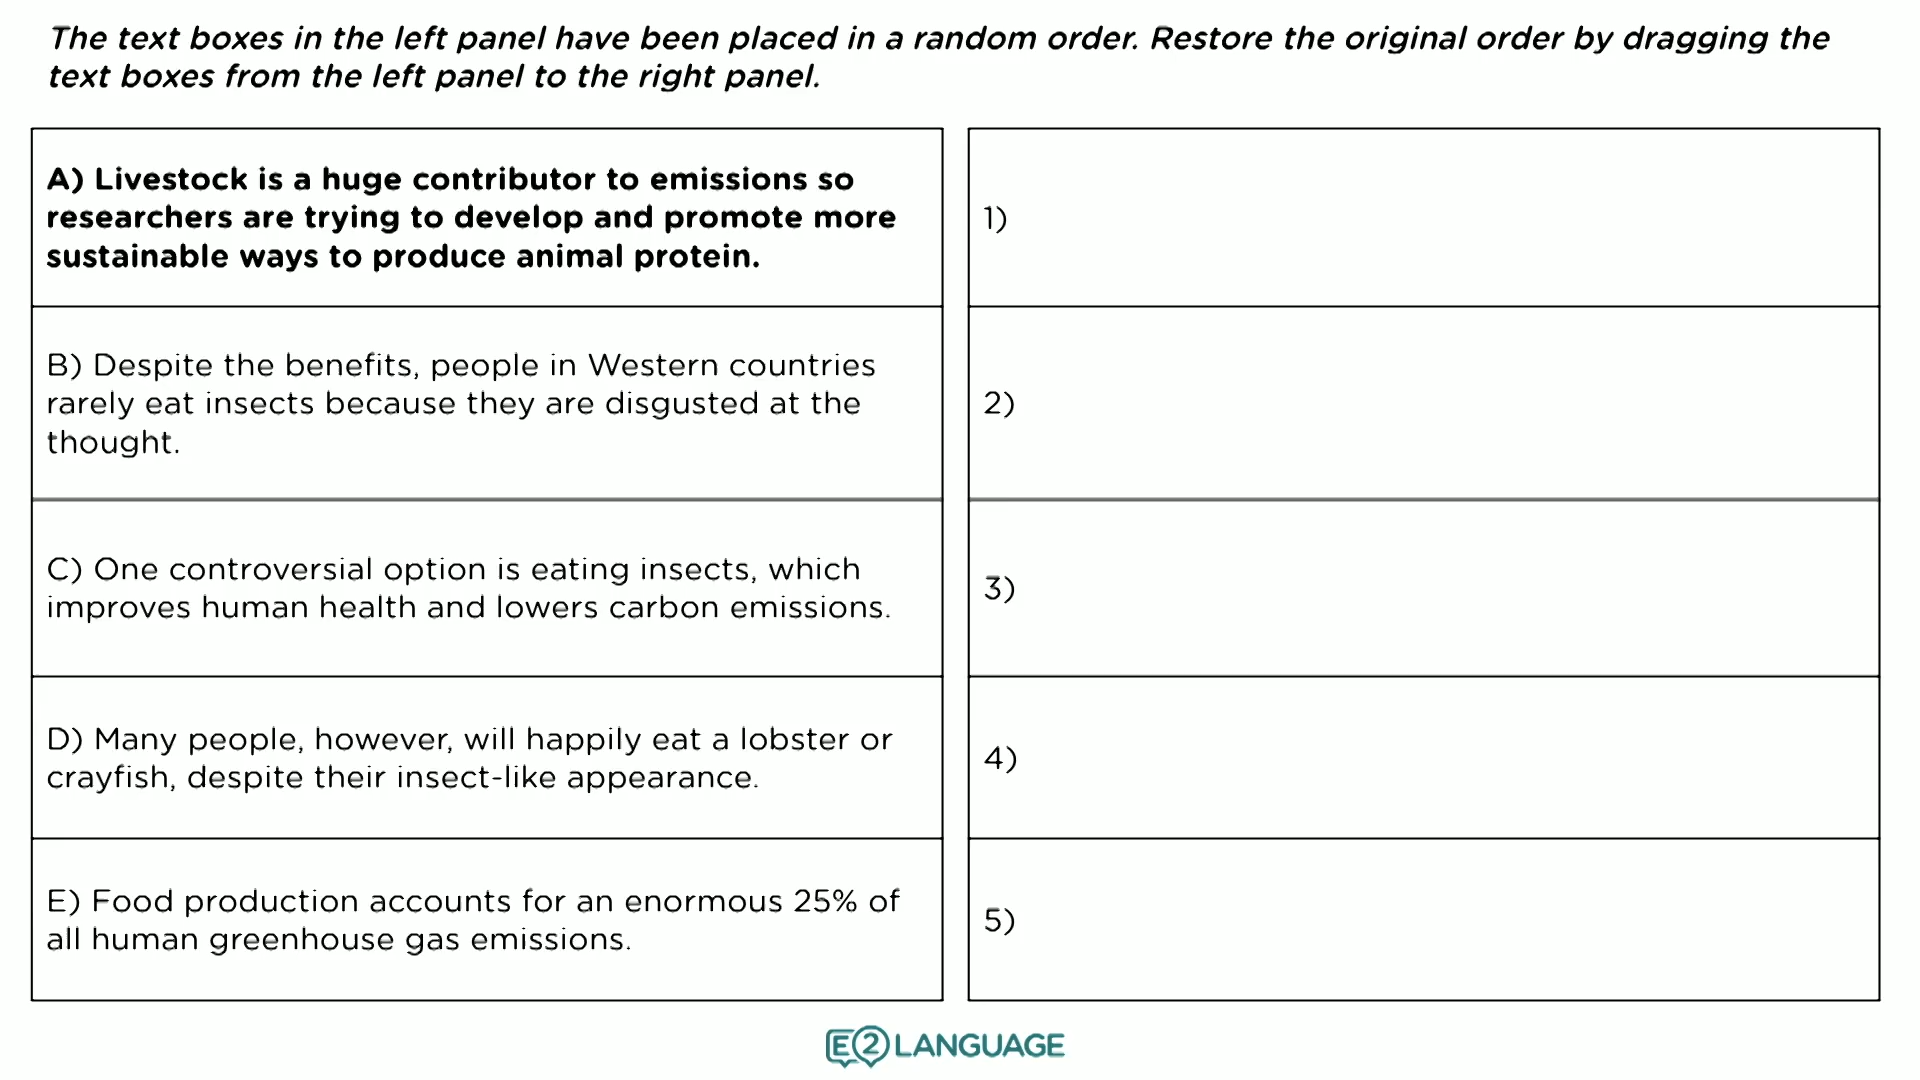 The text boxes in the left panel have been placed in a random order. Restore the original order by dragging the
text boxes from the left panel to the right panel.
A) Livestock is a huge contributor to emissions so
researchers are trying to develop and promote more
sustainable ways to produce animal protein.
B) Despite the benefits, people in Western countries
rarely eat insects because they are disgusted at the
thought.
C) One controversial option is eating insects, which
improves human health and lowers carbon emissions.
D) Many people, however, will happily eat a lobster or
crayfish, despite their insect-like appearance.
E) Food production accounts for an enormous 25% of
all human greenhouse gas emissions.
1)
2)
3)
4)
5)
E2 LANGUAGE